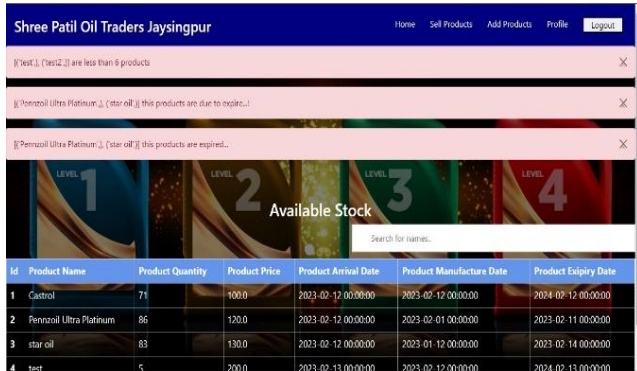 Shree Patil Oil Traders Jaysingpur
Home Sell Products Add Products Profile Logout
[('test',), ('test2',)] are less than 6 products X
[('Pennzoil Ultra Platinum',), ('star oil',)] this products are due to expire..! X
[('Pennzoil Ultra Platinum',), ('star oil',)] this products are expired... X
LEVEL 1 LEVEL 2 LEVEL 3 LEVEL 4
Available Stock
Search for names..
Id Product Name Product Quantity Product Price Product Arrival Date Product Manufacture Date Product Exipiry Date
1 Castrol 71 100.0 2023-02-12 00:00:00 2023-02-12 00:00:00 2024-02-12 00:00:00
2 Pennzoil Ultra Platinum 86 120.0 2023-02-12 00:00:00 2023-02-01 00:00:00 2023-02-11 00:00:00
3 star oil 83 130.0 2023-02-12 00:00:00 2023-01-12 00:00:00 2023-02-14 00:00:00
4 test 5 200.0 2023-02-13 00:00:00 2023-02-12 00:00:00 2024-02-13 00:00:00